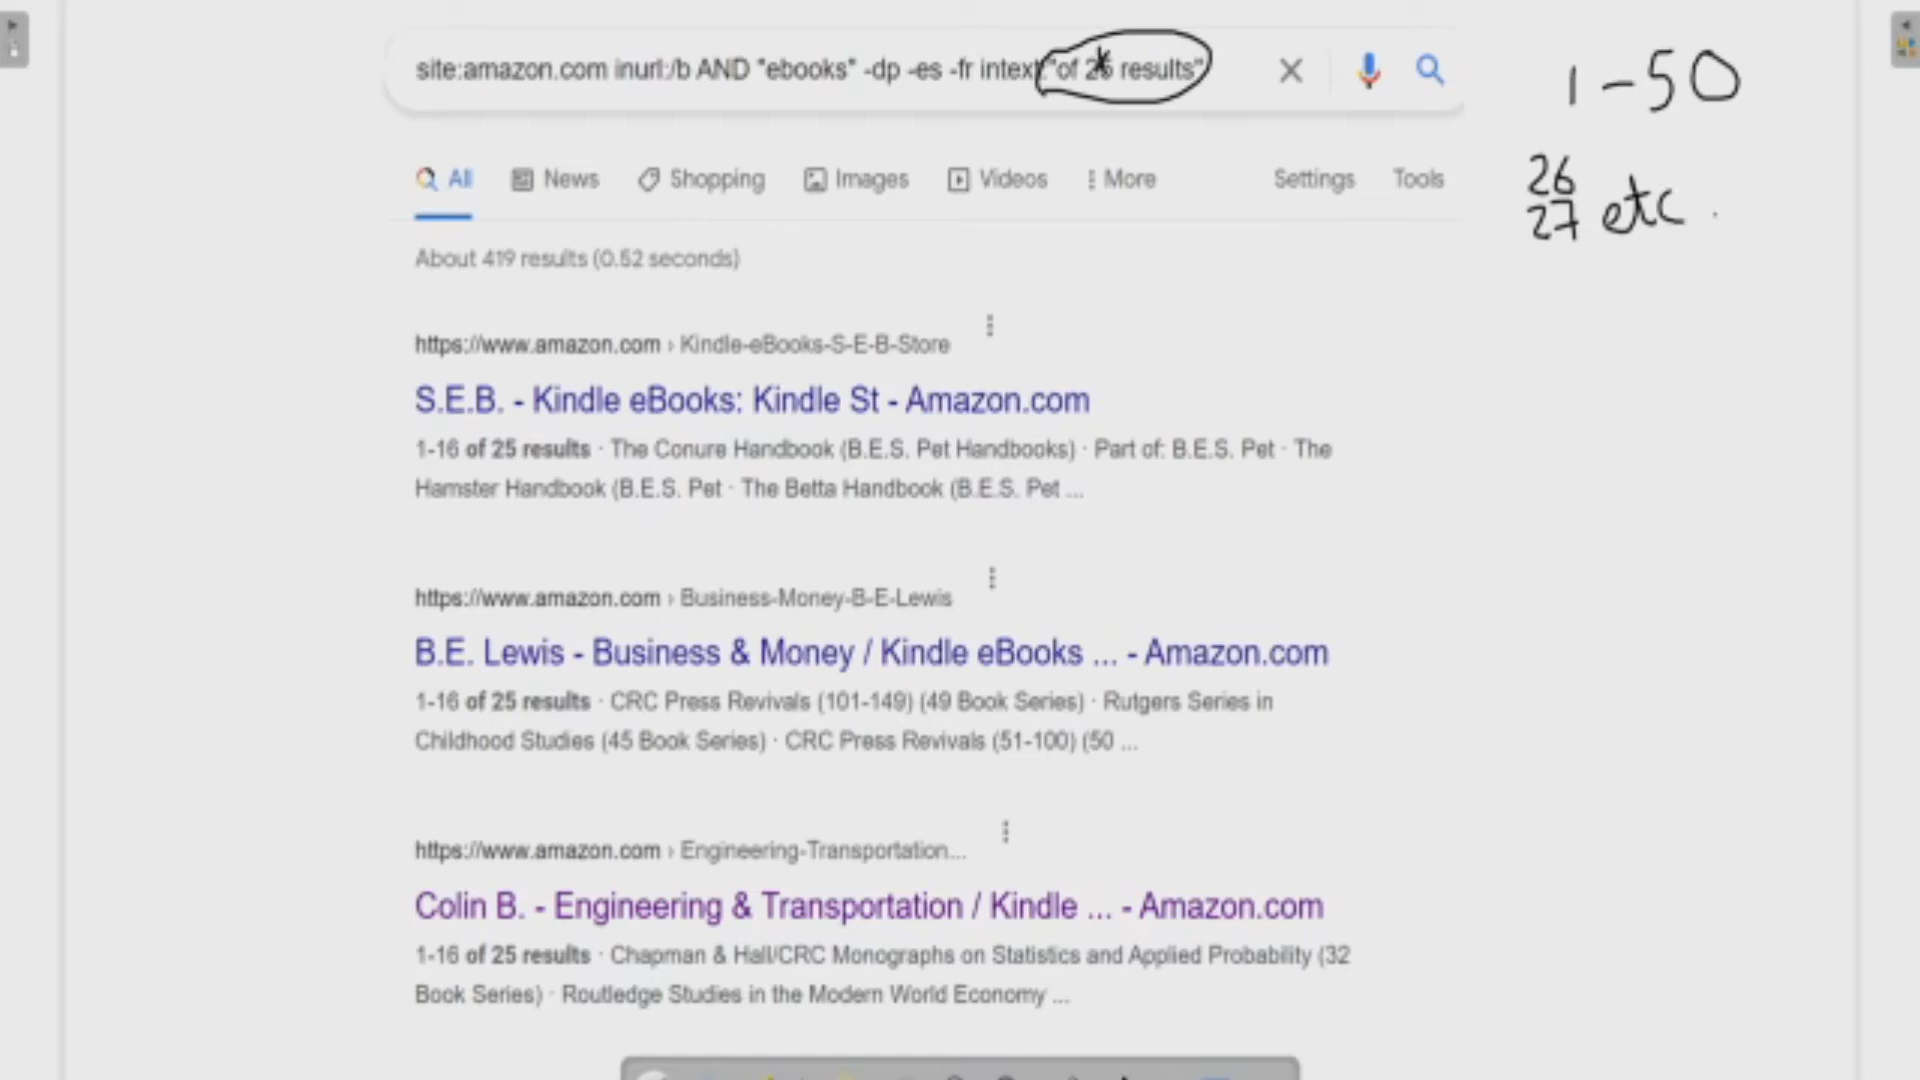 site:amazon.com inurl:/b AND "ebooks" -dp -es -fr intext:"of 25 results"
*
1-50
26
27 etc.
All News Shopping Images Videos More Settings Tools
About 419 results (0.52 seconds)
https://www.amazon.com › Kindle-eBooks-S-E-B-Store
S.E.B. - Kindle eBooks: Kindle St - Amazon.com
1-16 of 25 results · The Conure Handbook (B.E.S. Pet Handbooks) · Part of: B.E.S. Pet · The
Hamster Handbook (B.E.S. Pet · The Betta Handbook (B.E.S. Pet ...
https://www.amazon.com › Business-Money-B-E-Lewis
B.E. Lewis - Business & Money / Kindle eBooks ... - Amazon.com
1-16 of 25 results · CRC Press Revivals (101-149) (49 Book Series) · Rutgers Series in
Childhood Studies (45 Book Series) · CRC Press Revivals (51-100) (50 ...
https://www.amazon.com › Engineering-Transportation...
Colin B. - Engineering & Transportation / Kindle ... - Amazon.com
1-16 of 25 results · Chapman & Hall/CRC Monographs on Statistics and Applied Probability (32
Book Series) · Routledge Studies in the Modern World Economy ...